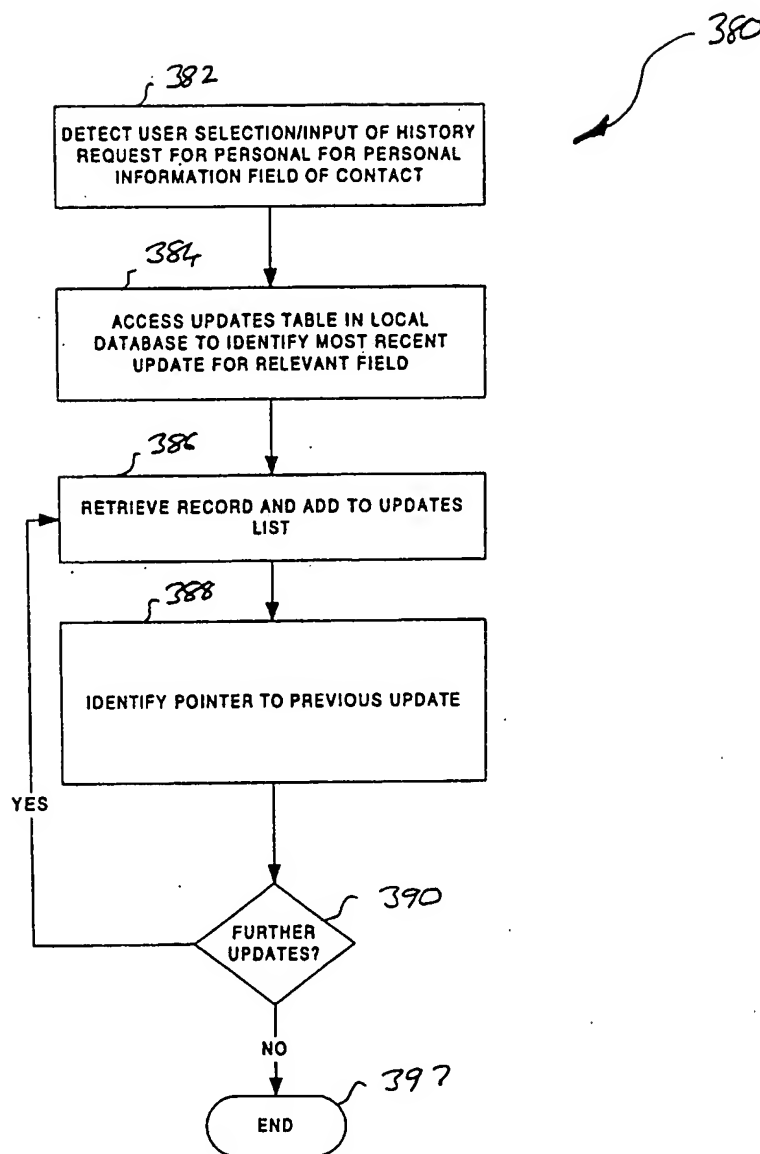 380
382
DETECT USER SELECTION/INPUT OF HISTORY
REQUEST FOR PERSONAL FOR PERSONAL
INFORMATION FIELD OF CONTACT
384
ACCESS UPDATES TABLE IN LOCAL
DATABASE TO IDENTIFY MOST RECENT
UPDATE FOR RELEVANT FIELD
386
RETRIEVE RECORD AND ADD TO UPDATES
LIST
388
IDENTIFY POINTER TO PREVIOUS UPDATE
YES
390
FURTHER
UPDATES?
NO
397
END